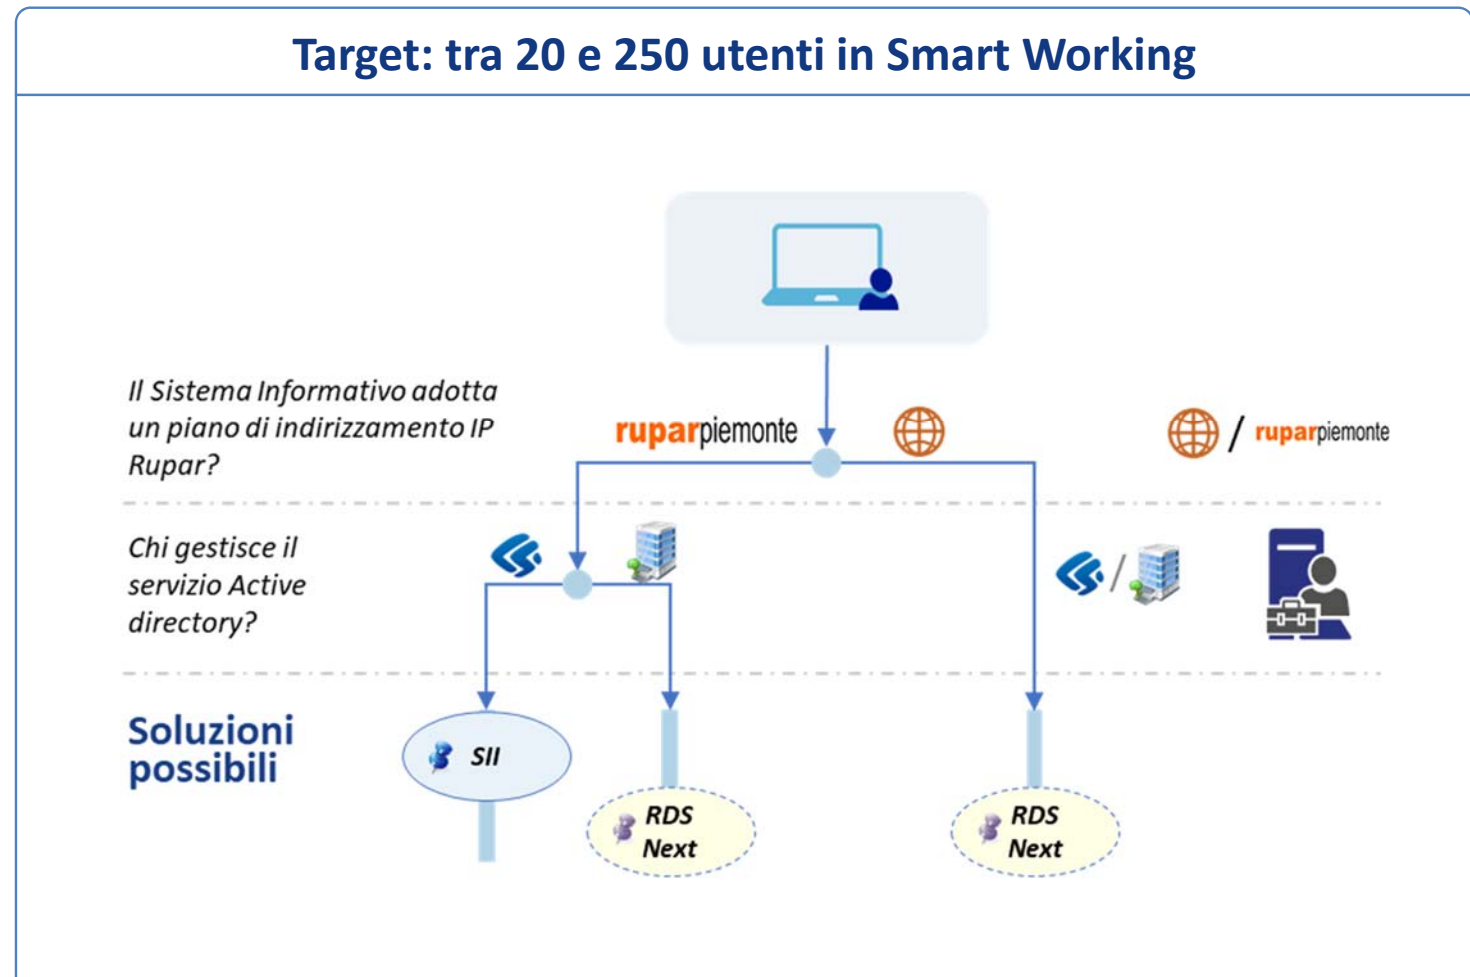 Target: tra 20 e 250 utenti in Smart Working
Il Sistema Informativo adotta
un piano di indirizzamento IP
Rupar?
ruparpiemonte
/ ruparpiemonte
Chi gestisce il
servizio Active
directory?
/
Soluzioni
possibili
SII
RDS
Next
RDS
Next